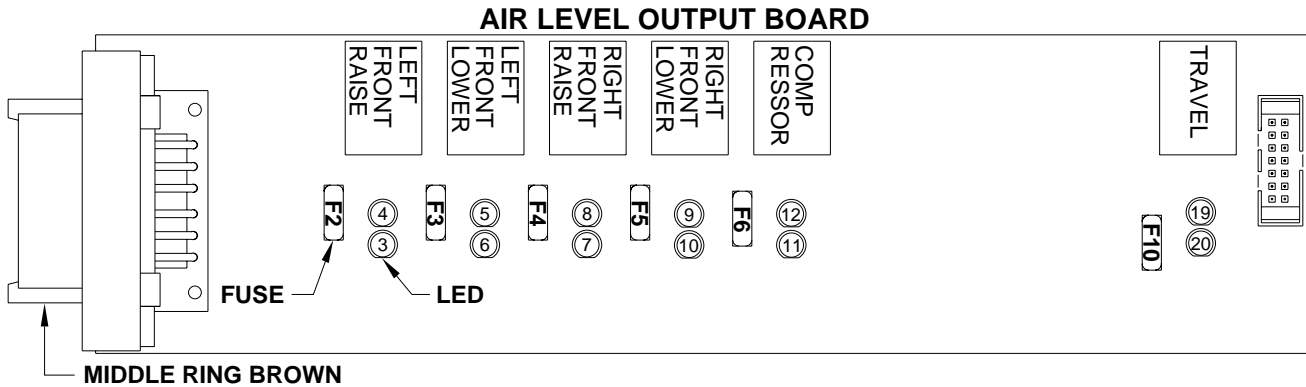 AIR LEVEL OUTPUT BOARD
LEFT
FRONT
RAISE
LEFT
FRONT
LOWER
RIGHT
FRONT
RAISE
RIGHT
FRONT
LOWER
COMP
RESSOR
TRAVEL
F2
4
3
F3
5
6
F4
8
7
F5
9
10
F6
12
11
F10
19
20
FUSE
LED
MIDDLE RING BROWN